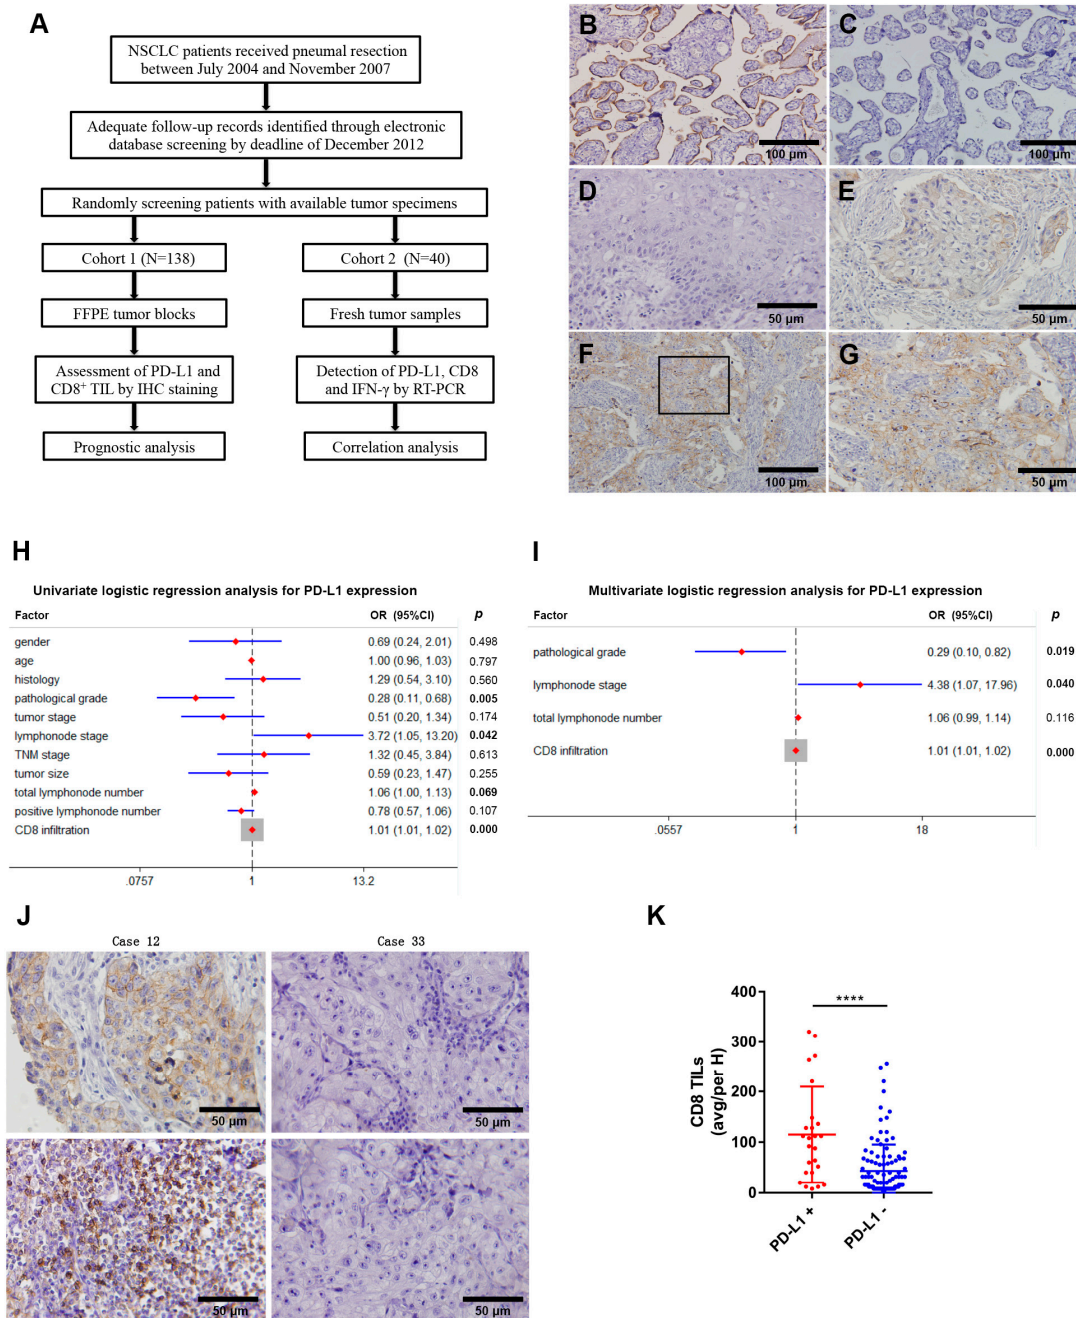 A
NSCLC patients received pneumal resection
between July 2004 and November 2007
Adequate follow-up records identified through electronic
database screening by deadline of December 2012
Randomly screening patients with available tumor specimens
Cohort 1 (N=138)
Cohort 2 (N=40)
FFPE tumor blocks
Fresh tumor samples
Assessment of PD-L1 and
CD8⁺ TIL by IHC staining
Detection of PD-L1, CD8
and IFN-γ by RT-PCR
Prognostic analysis
Correlation analysis
B
100 µm
C
100 µm
D
50 µm
E
50 µm
F
100 µm
G
50 µm
H
Univariate logistic regression analysis for PD-L1 expression
Factor OR (95%CI) p
gender 0.69 (0.24, 2.01) 0.498
age 1.00 (0.96, 1.03) 0.797
histology 1.29 (0.54, 3.10) 0.560
pathological grade 0.28 (0.11, 0.68) 0.005
tumor stage 0.51 (0.20, 1.34) 0.174
lymphonode stage 3.72 (1.05, 13.20) 0.042
TNM stage 1.32 (0.45, 3.84) 0.613
tumor size 0.59 (0.23, 1.47) 0.255
total lymphonode number 1.06 (1.00, 1.13) 0.069
positive lymphonode number 0.78 (0.57, 1.06) 0.107
CD8 infiltration 1.01 (1.01, 1.02) 0.000
.0757 1 13.2
I
Multivariate logistic regression analysis for PD-L1 expression
Factor OR (95%CI) p
pathological grade 0.29 (0.10, 0.82) 0.019
lymphonode stage 4.38 (1.07, 17.96) 0.040
total lymphonode number 1.06 (0.99, 1.14) 0.116
CD8 infiltration 1.01 (1.01, 1.02) 0.000
.0557 1 18
J
Case 12
Case 33
50 µm
50 µm
50 µm
50 µm
K
****
CD8 TILs
(avg/per H)
400
300
200
100
0
PD-L1 +
PD-L1 -